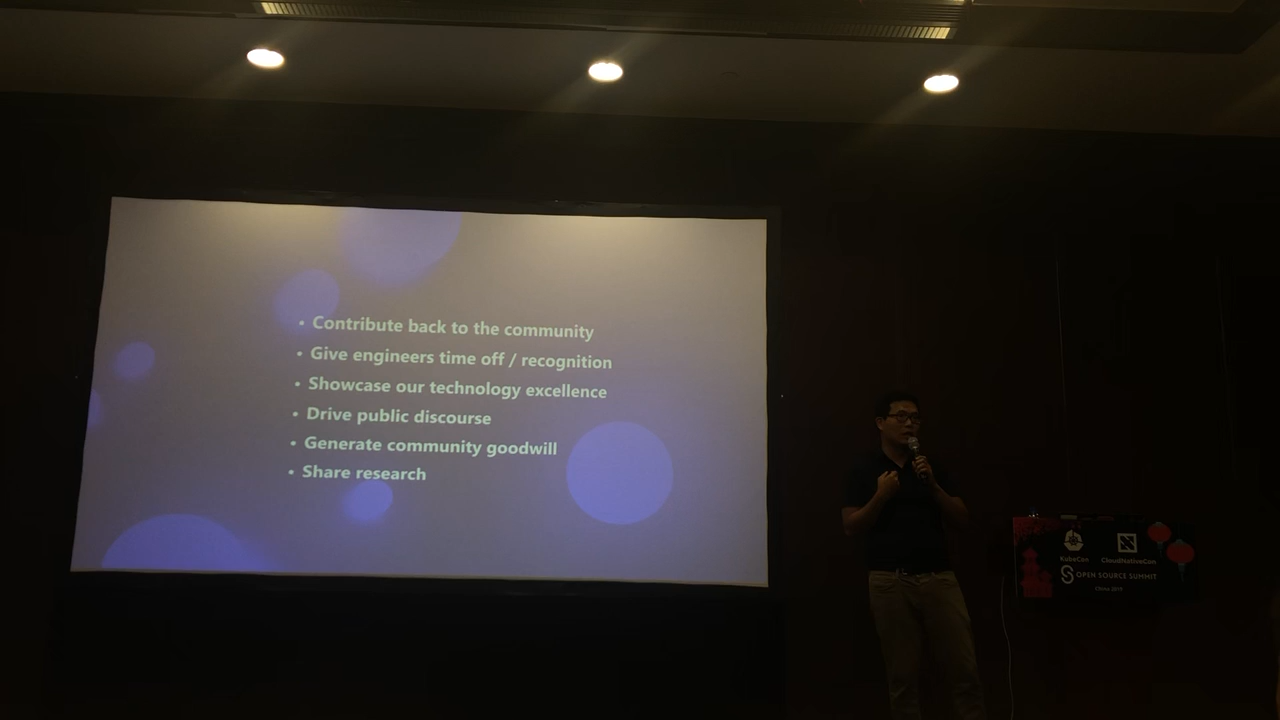 • Contribute back to the community
• Give engineers time off / recognition
• Showcase our technology excellence
• Drive public discourse
• Generate community goodwill
• Share research
KubeCon
CloudNativeCon
OPEN SOURCE SUMMIT
China 2019